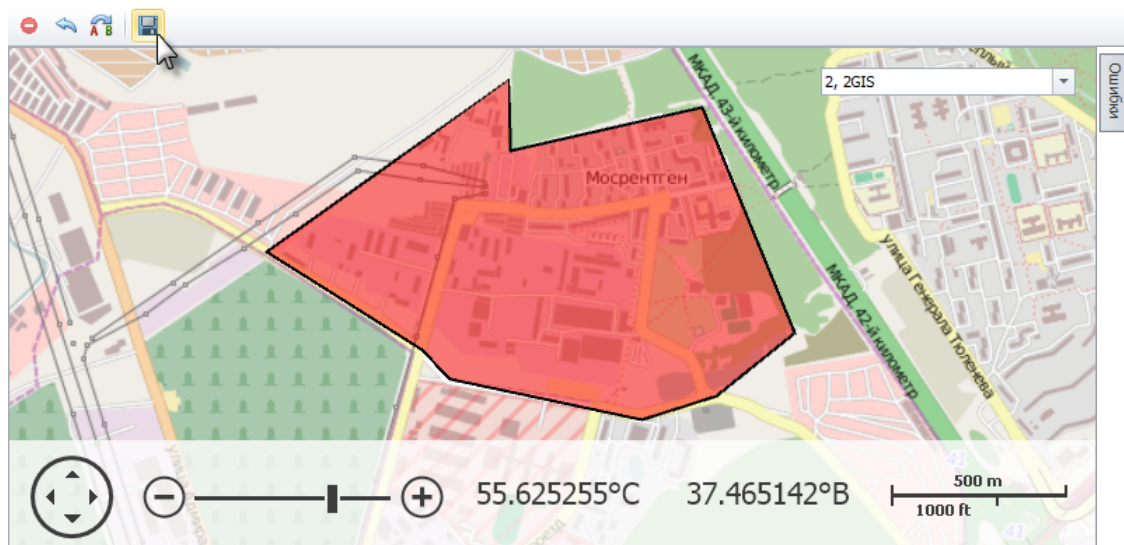 A B
2, 2GIS
Ошибки
МКАД, 43-й километр
Мосрентген
улица Генерала Тюленева
МКАД, 42-й километр
41
55.625255°С
37.465142°В
500 m
1000 ft
41